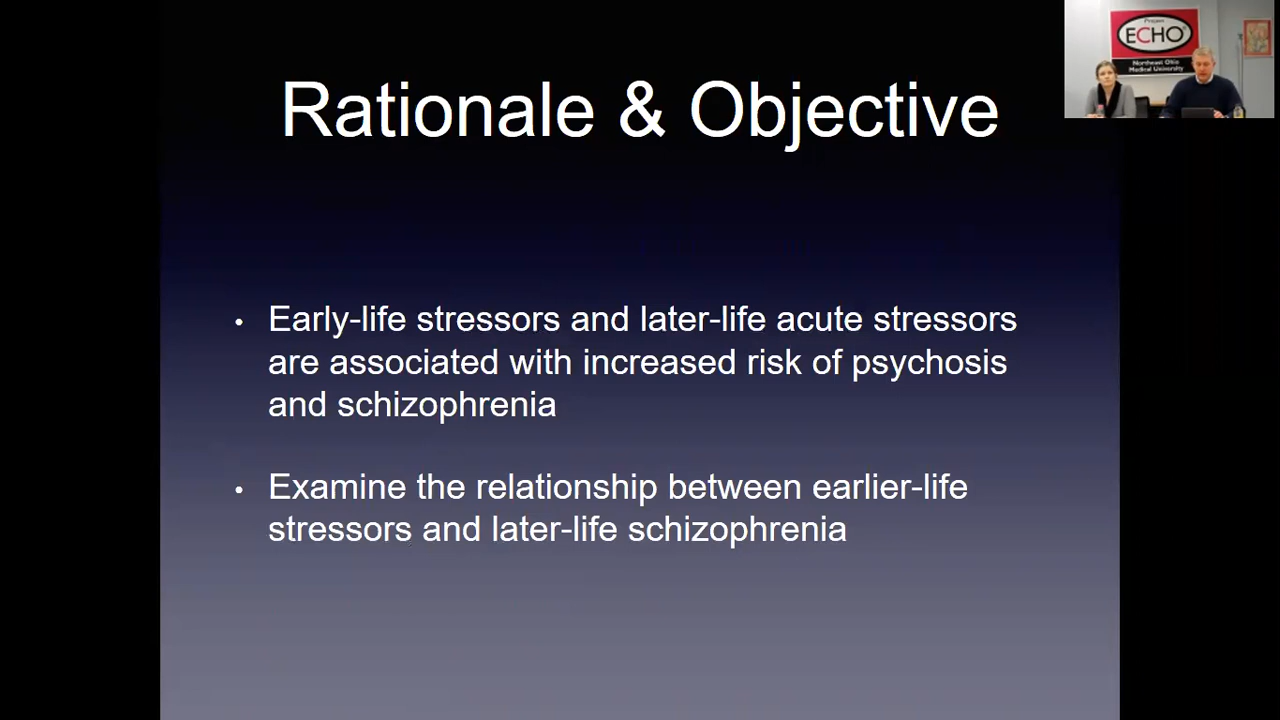 Rationale & Objective
Project
ECHO®
Northeast Ohio
Medical University
• Early-life stressors and later-life acute stressors
are associated with increased risk of psychosis
and schizophrenia
• Examine the relationship between earlier-life
stressors and later-life schizophrenia